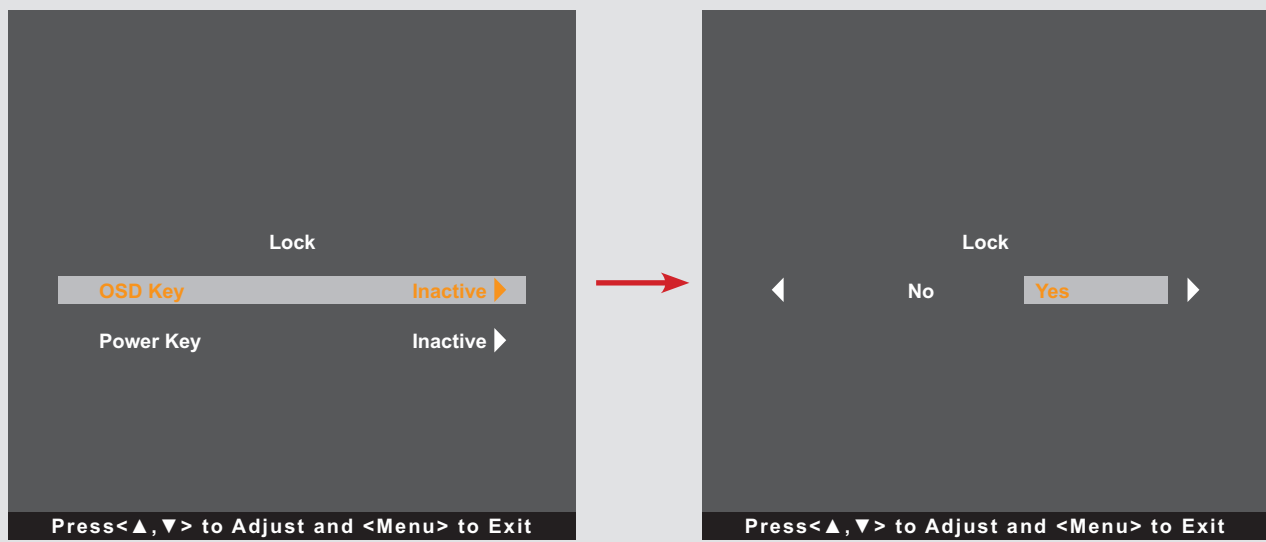 Lock
OSD Key Inactive
Power Key Inactive
Press<▲,▼> to Adjust and <Menu> to Exit
Lock
No Yes
Press<▲,▼> to Adjust and <Menu> to Exit